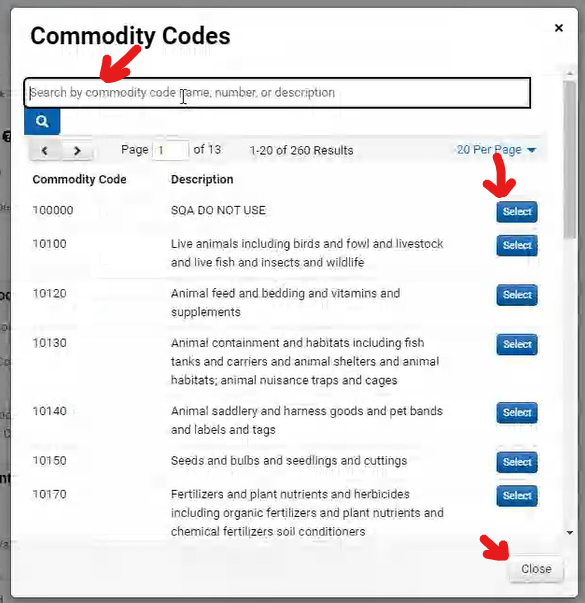 Commodity Codes
×
Search by commodity code name, number, or description
Page 1 of 13 1-20 of 260 Results 20 Per Page
Commodity Code Description
100000 SQA DO NOT USE Select
10100 Live animals including birds and fowl and livestock Select
and live fish and insects and wildlife
10120 Animal feed and bedding and vitamins and Select
supplements
10130 Animal containment and habitats including fish Select
tanks and carriers and animal shelters and animal
habitats; animal nuisance traps and cages
10140 Animal saddlery and harness goods and pet bands Select
and labels and tags
10150 Seeds and bulbs and seedlings and cuttings Select
10170 Fertilizers and plant nutrients and herbicides Select
including organic fertilizers and plant nutrients and
chemical fertilizers soil conditioners
Close